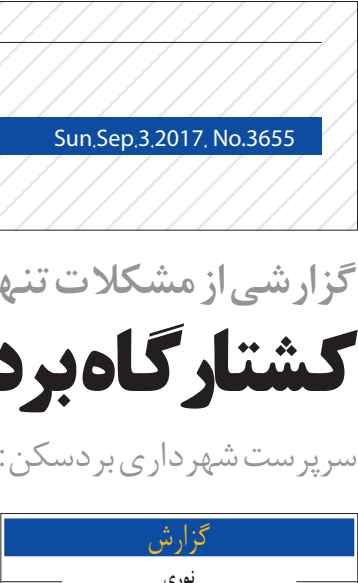 Sun,Sep,3,2017, No.3655
گزارشی از مشکلات تنه
کشتارگاه برد
سرپرست شهرداری بردسکن:
گزارش
نوری